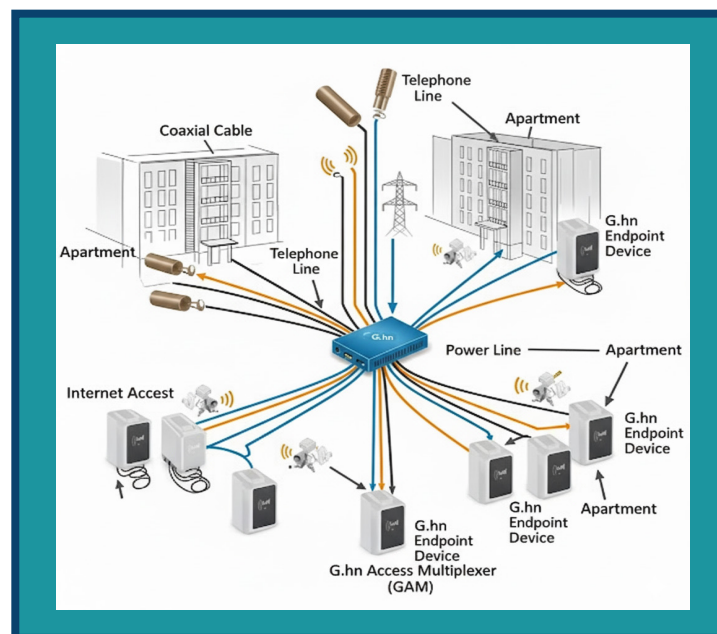 Telephone
Line
Coaxial Cable
Apartment
G.hn
Endpoint
Device
Apartment
Telephone
Line
G.hn
Power Line
Apartment
Internet Accest
G.hn
Endpoint
Device
G.hn
Endpoint
Device
Apartment
G.hn
Endpoint
Device
G.hn Access Multiplexer
(GAM)